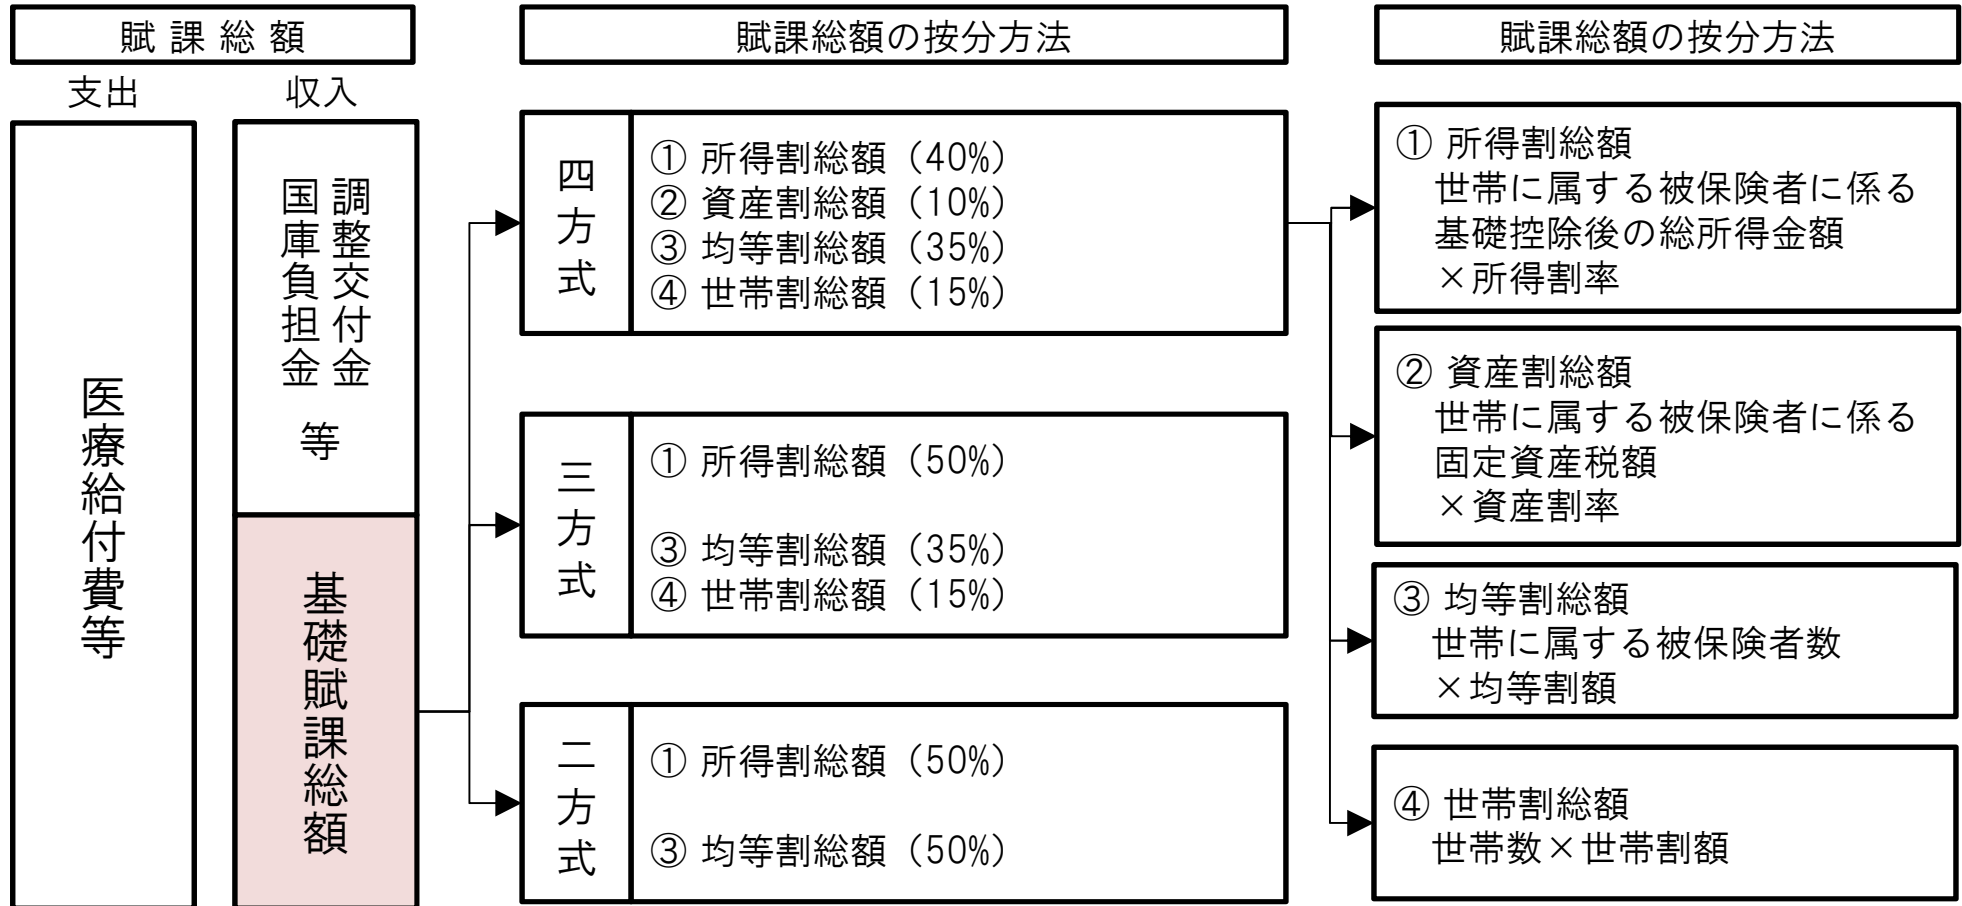 賦課総額
支出
収入
医療給付費等
調整交付金
国庫負担金
等
基礎賦課総額
賦課総額の按分方法
四方式
① 所得割総額（40%）
② 資産割総額（10%）
③ 均等割総額（35%）
④ 世帯割総額（15%）
三方式
① 所得割総額（50%）
③ 均等割総額（35%）
④ 世帯割総額（15%）
二方式
① 所得割総額（50%）
③ 均等割総額（50%）
賦課総額の按分方法
① 所得割総額
世帯に属する被保険者に係る
基礎控除後の総所得金額
×所得割率
② 資産割総額
世帯に属する被保険者に係る
固定資産税額
×資産割率
③ 均等割総額
世帯に属する被保険者数
×均等割額
④ 世帯割総額
世帯数×世帯割額